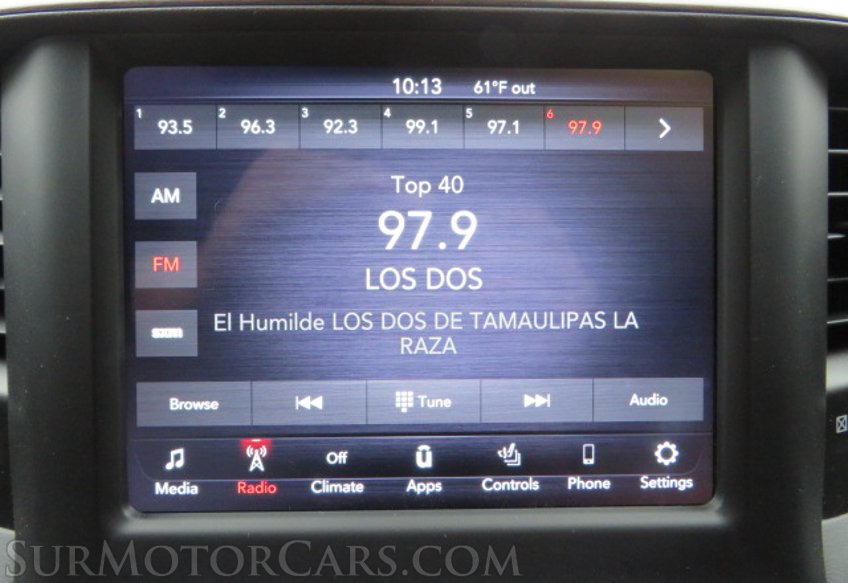 10:13 61°F out
1 93.5 2 96.3 3 92.3 4 99.1 5 97.1 6 97.9
Top 40
AM
97.9
FM
LOS DOS
sxm
El Humilde LOS DOS DE TAMAULIPAS LA
RAZA
Browse Tune Audio
Off
Media Radio Climate Apps Controls Phone Settings
SURMOTORCARS.COM